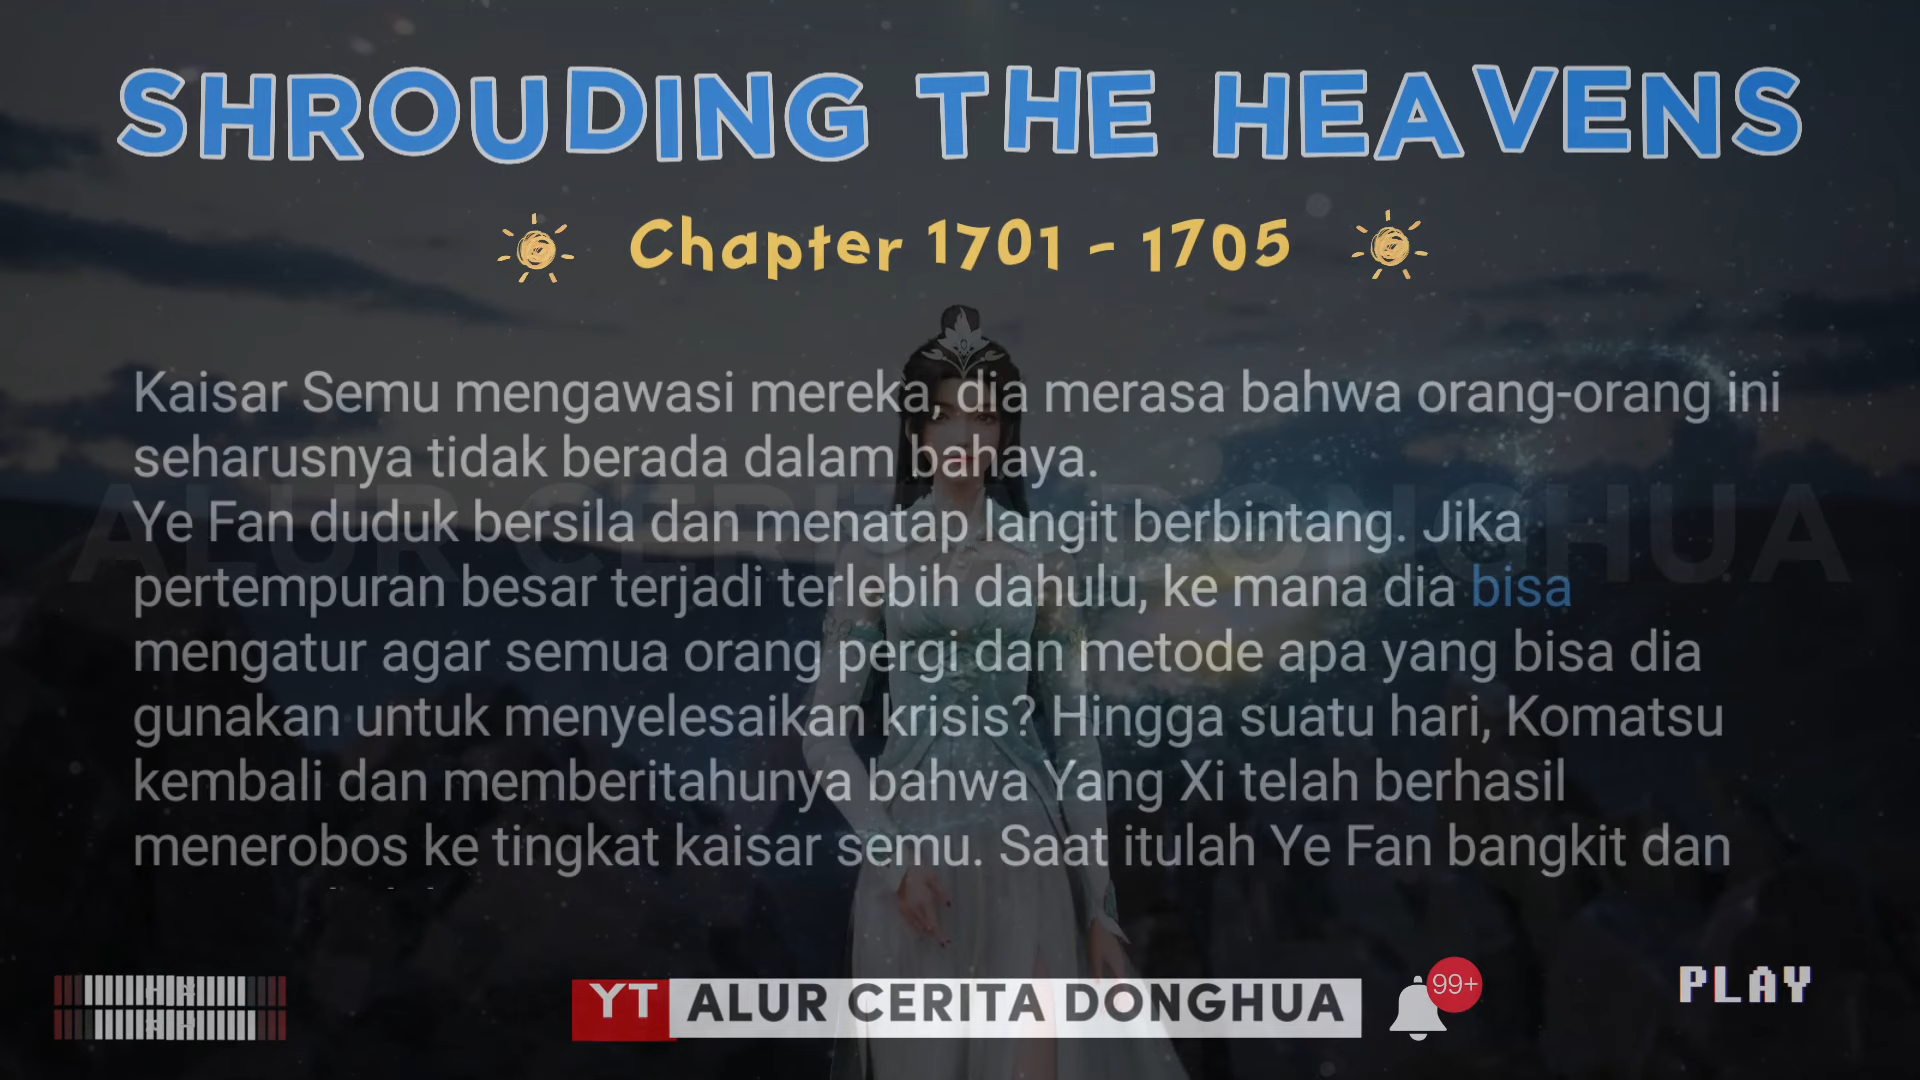 SHROUDING THE HEAVENS
Chapter 1701 - 1705
Kaisar Semu mengawasi mereka, dia merasa bahwa orang-orang ini
seharusnya tidak berada dalam bahaya.
Ye Fan duduk bersila dan menatap langit berbintang. Jika
pertempuran besar terjadi terlebih dahulu, ke mana dia bisa
mengatur agar semua orang pergi dan metode apa yang bisa dia
gunakan untuk menyelesaikan krisis? Hingga suatu hari, Komatsu
kembali dan memberitahunya bahwa Yang Xi telah berhasil
menerobos ke tingkat kaisar semu. Saat itulah Ye Fan bangkit dan
ALUR CERITA DONGHUA
YT ALUR CERITA DONGHUA
99+
PLAY